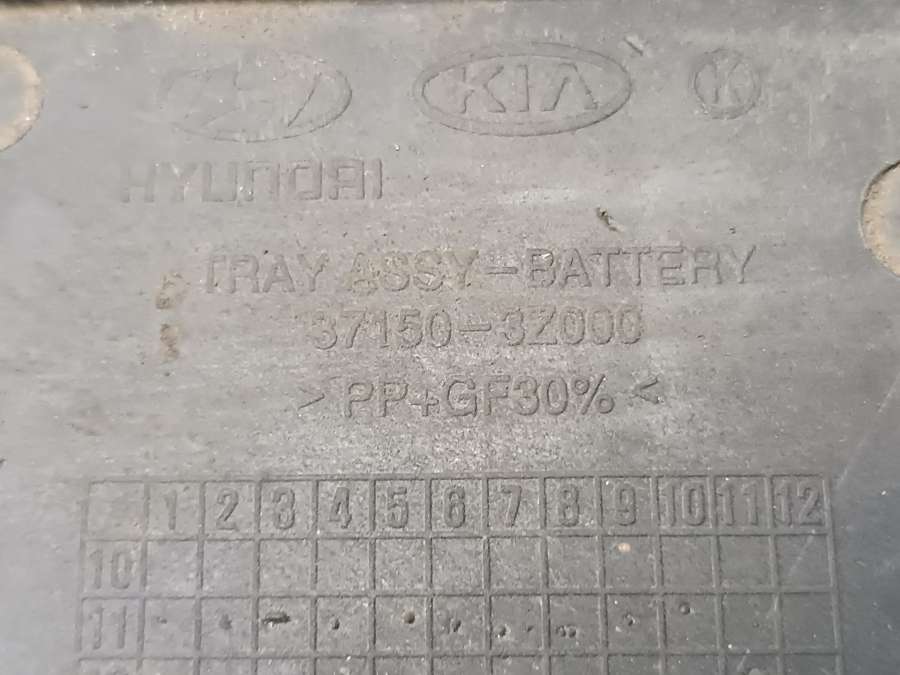 KIA K
HYUNDAI
TRAY ASSY-BATTERY
37150-3Z000
> PP+GF30% <
1 2 3 4 5 6 7 8 9 10 11 12
10
11